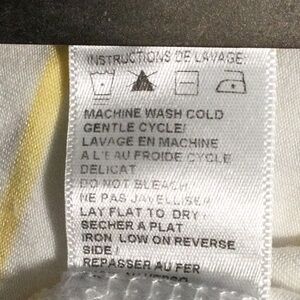 INSTRUCTIONS DE LAVAGE
MACHINE WASH COLD
GENTLE CYCLE/
LAVAGE EN MACHINE
A L'EAU FROIDE CYCLE
DELICAT
DO NOT BLEACH
NE PAS JAVELLISER
LAY FLAT TO DRY
SECHER A PLAT
IRON LOW ON REVERSE
SIDE/
REPASSER AU FER